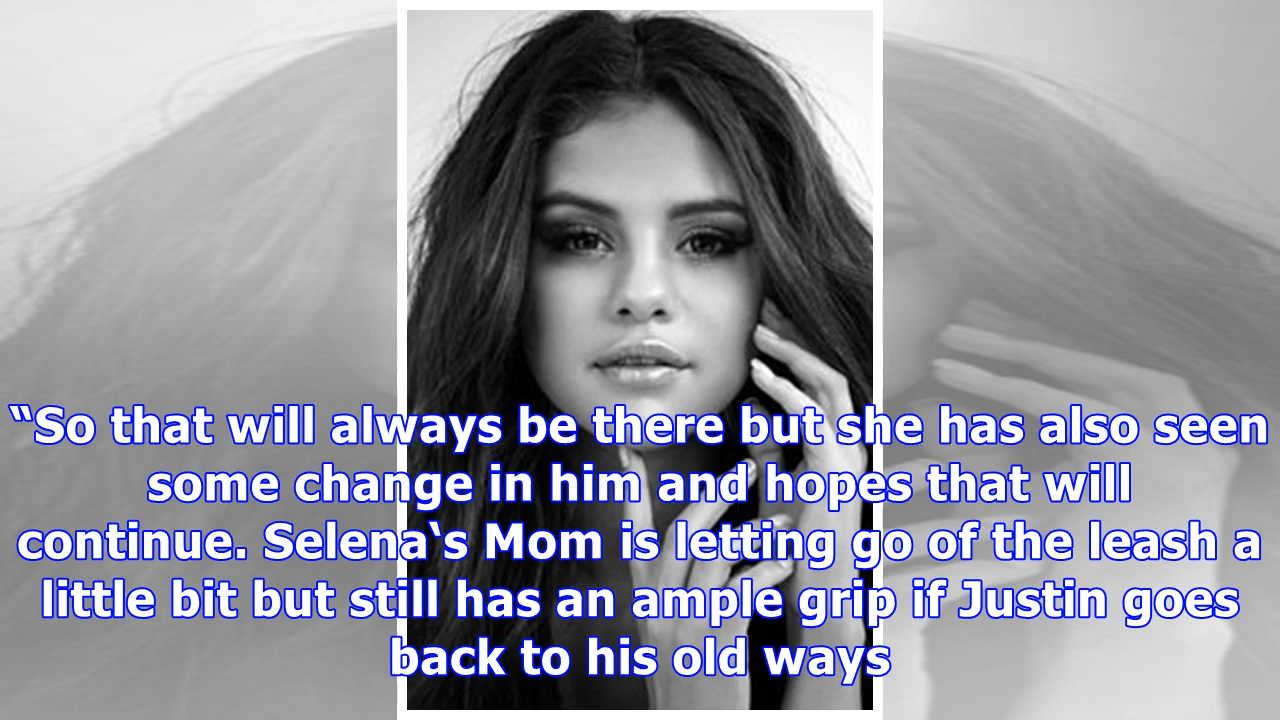 “So that will always be there but she has also seen
some change in him and hopes that will
continue. Selena‘s Mom is letting go of the leash a
little bit but still has an ample grip if Justin goes
back to his old ways